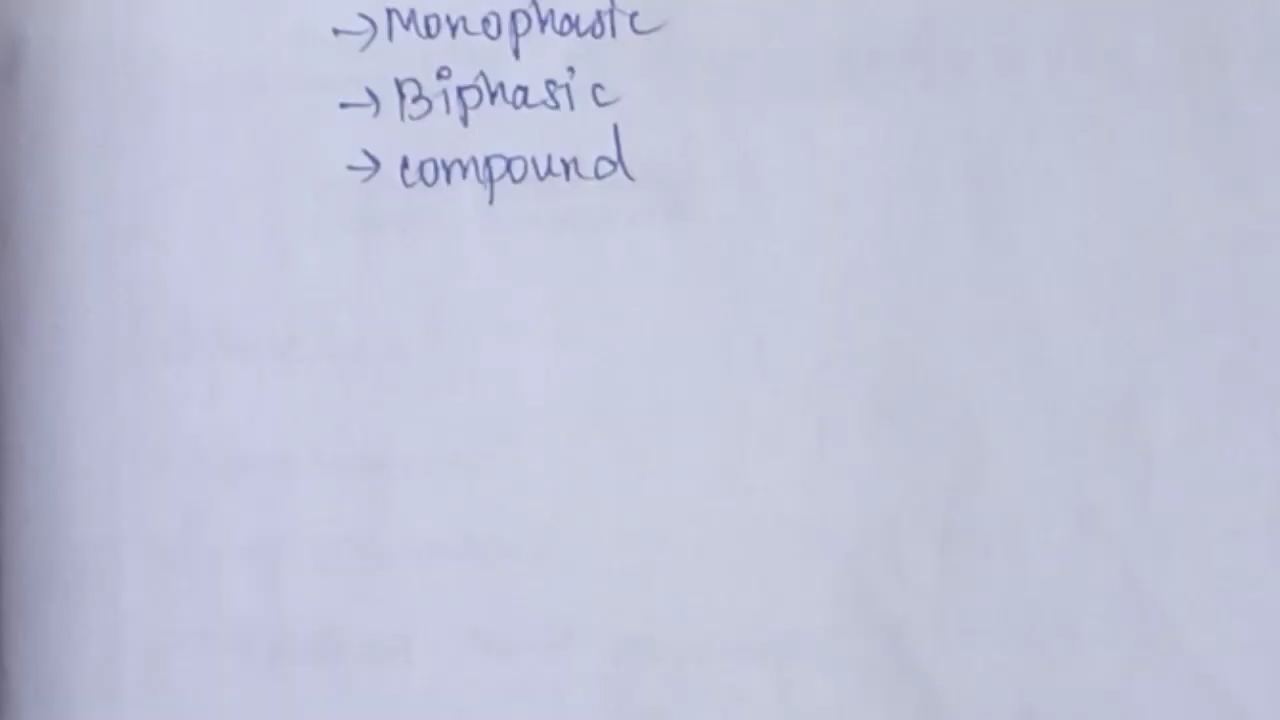 → Monophasic
→ Biphasic
→ compound